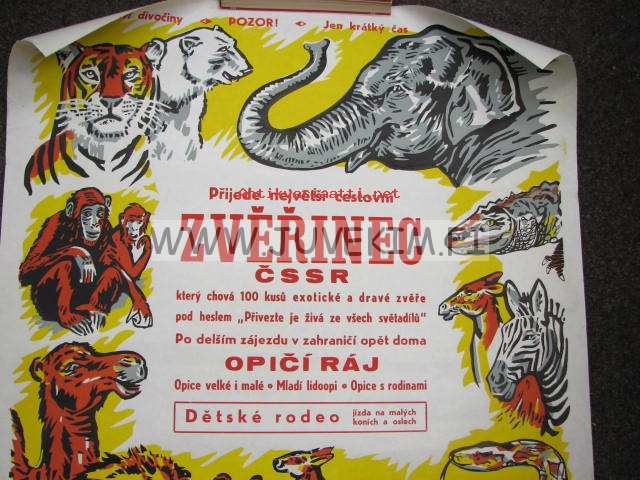 divočiny POZOR! Jen krátký čas
Přijede největší cestovní
antikvariaatti.net
ZVĚŘINEC
ČSSR
který chová 100 kusů exotické a dravé zvěře
pod heslem „Přivezte je živá ze všech světadílů"
Po delším zájezdu v zahraničí opět doma
OPIČÍ RÁJ
Opice velké i malé • Mladí lidoopi • Opice s rodinami
Dětské rodeo jízda na malých
koních a oslech